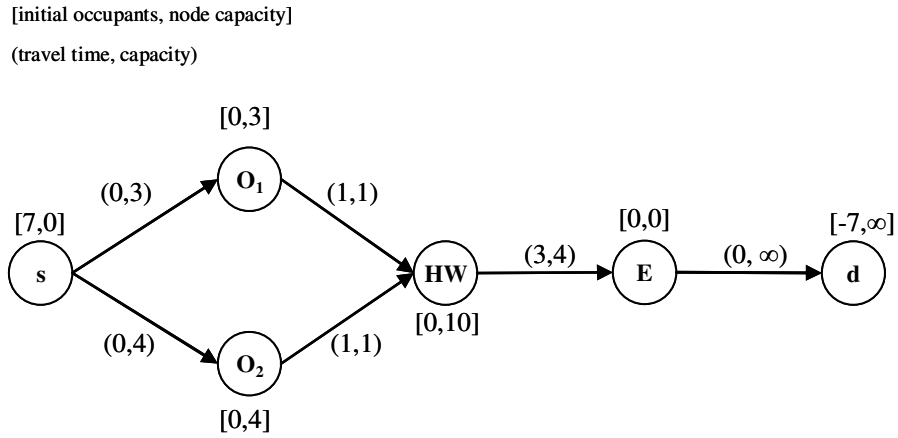 [initial occupants, node capacity]
(travel time, capacity)
[0,3]
O₁
(0,3)
(1,1)
[7,0]
[0,0]
[-7,∞]
(3,4)
(0, ∞)
s
HW
E
d
[0,10]
(0,4)
(1,1)
O₂
[0,4]